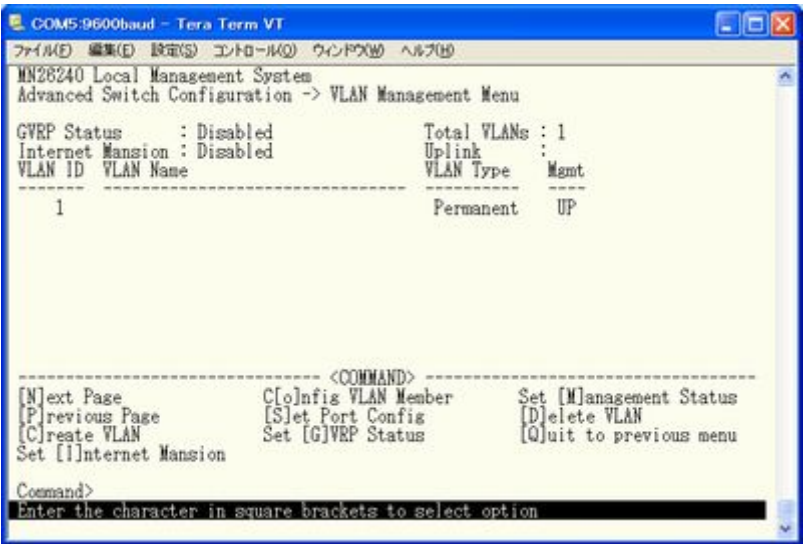 COM5:9600baud - Tera Term VT
ファイル(F) 編集(E) 設定(S) コントロール(O) ウィンドウ(W) ヘルプ(H)
MN26240 Local Management System
Advanced Switch Configuration -> VLAN Management Menu
GVRP Status : Disabled Total VLANs : 1
Internet Mansion : Disabled Uplink :
VLAN ID VLAN Name VLAN Type Mgmt
------- -------------------------------- ---------- ----
1 Permanent UP
-------------------------------- <COMMAND> -----------------------------------
[N]ext Page C[o]nfig VLAN Member Set [M]anagement Status
[P]revious Page [S]et Port Config [D]elete VLAN
[C]reate VLAN Set [G]VRP Status [Q]uit to previous menu
Set [I]nternet Mansion
Command>
Enter the character in square brackets to select option